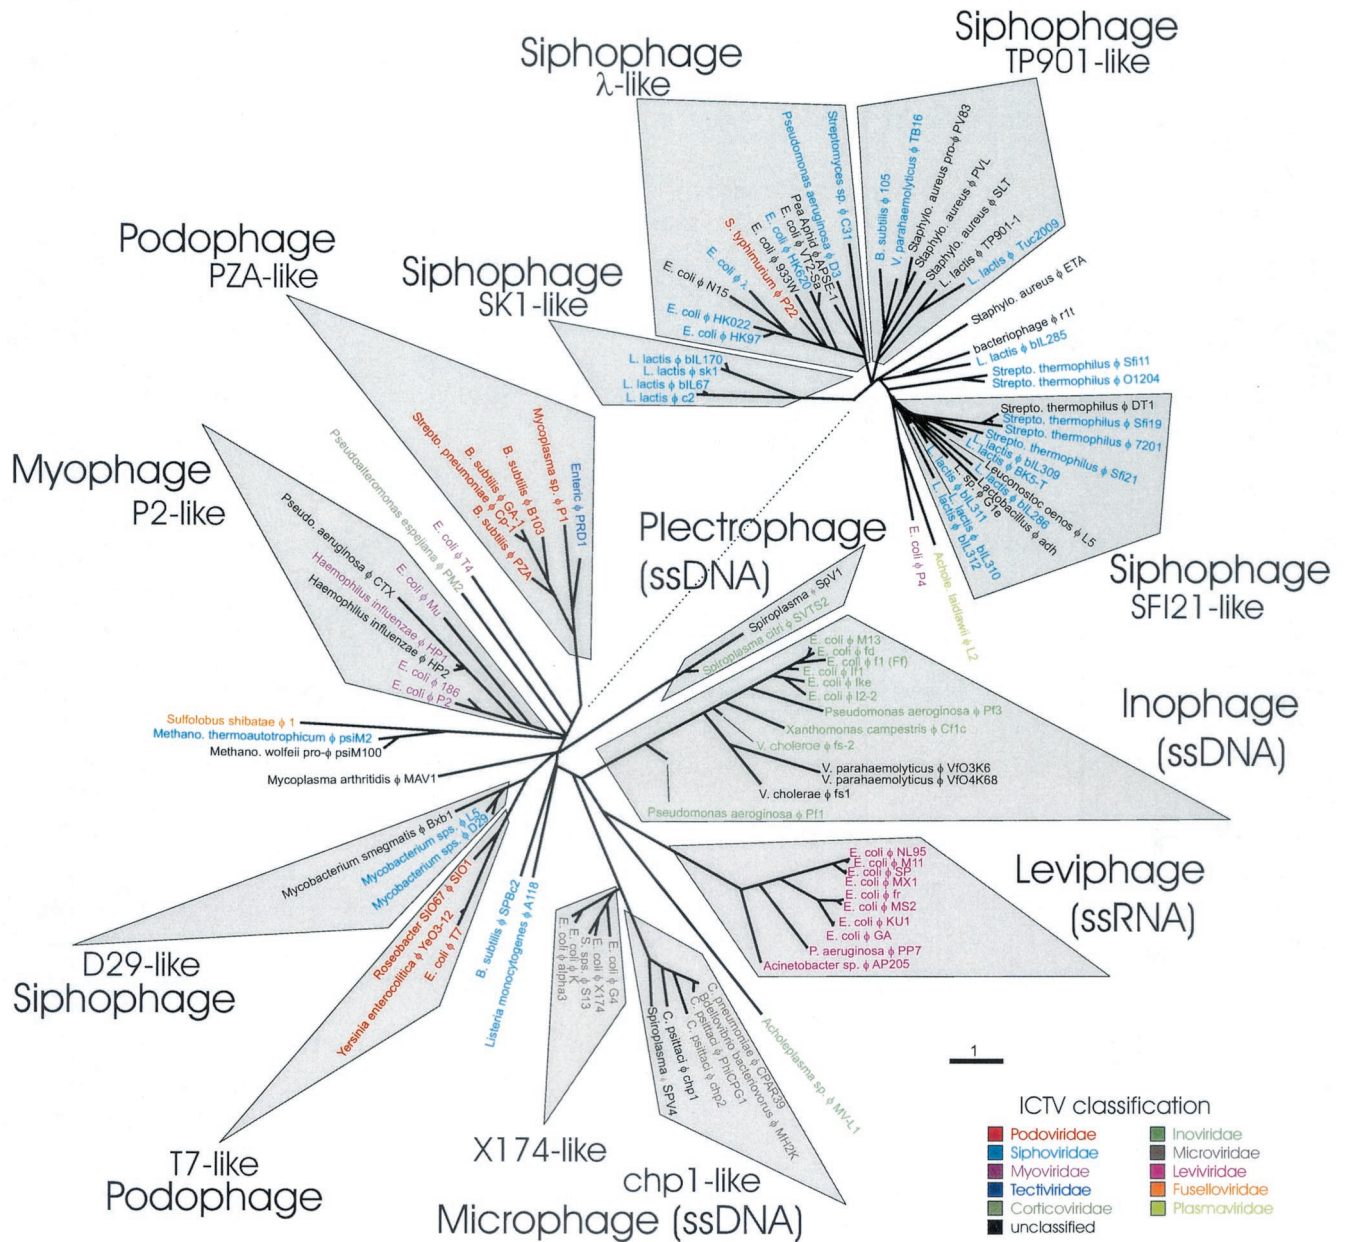 Siphophage
TP901-like
Siphophage
λ-like
Pseudomonas aeruginosa ϕ D3
Streptomyces sp. ϕ C31
Pea Aphid ϕ APSE-1
E. coli ϕ VT2-Sa
E. coli ϕ HK620
E. coli ϕ 933W
S. typhimurium ϕ P22
E. coli ϕ λ
E. coli ϕ N15
E. coli ϕ HK022
E. coli ϕ HK97
B. subtilis ϕ 105
V. parahaemolyticus ϕ TB16
Staphylo. aureus pro-ϕ PV83
Staphylo. aureus ϕ PVL
Staphylo. aureus ϕ SLT
L. lactis ϕ TP901-1
L. lactis ϕ Tuc2009
Staphylo. aureus ϕ ETA
bacteriophage ϕ r1t
L. lactis ϕ bIL285
Strepto. thermophilus ϕ Sfi11
Strepto. thermophilus ϕ O1204
Siphophage
SK1-like
L. lactis ϕ bIL170
L. lactis ϕ sk1
L. lactis ϕ bIL67
L. lactis ϕ c2
Strepto. thermophilus ϕ DT1
Strepto. thermophilus ϕ Sfi19
Strepto. thermophilus ϕ 7201
Strepto. thermophilus ϕ Sfi21
L. lactis ϕ bIL309
L. lactis ϕ BK5-T
Leuconostoc oenos ϕ L5
L. lactis ϕ bIL286
Lactobacillus ϕ adh
L. sp. ϕ G1e
L. lactis ϕ bIL310
L. lactis ϕ bIL311
L. lactis ϕ bIL312
E. coli ϕ P4
Achole. laidlawii ϕ L2
Siphophage
SFI21-like
Podophage
PZA-like
Strepto. pneumoniae ϕ Cp-1
B. subtilis ϕ GA-1
B. subtilis ϕ B103
B. subtilis ϕ PZA
Mycoplasma sp. ϕ P1
Enteric ϕ PRD1
Myophage
P2-like
Pseudoalteromonas espejiana ϕ PM2
E. coli ϕ T4
Pseudo. aeruginosa ϕ CTX
E. coli ϕ Mu
Haemophilus influenzae ϕ HP1
Haemophilus influenzae ϕ HP2
E. coli ϕ 186
E. coli ϕ P2
Sulfolobus shibatae ϕ 1
Methano. thermoautotrophicum ϕ psiM2
Methano. wolfeii pro-ϕ psiM100
Mycoplasma arthritidis ϕ MAV1
Plectrophage
(ssDNA)
Spiroplasma ϕ SpV1
Spiroplasma citri ϕ SVTS2
E. coli ϕ M13
E. coli ϕ fd
E. coli ϕ f1 (Ff)
E. coli ϕ If1
E. coli ϕ Ike
E. coli ϕ I2-2
Pseudomonas aeroginosa ϕ Pf3
Xanthomonas campestris ϕ Cf1c
V. cholerae ϕ fs-2
V. parahaemolyticus ϕ VfO3K6
V. parahaemolyticus ϕ VfO4K68
V. cholerae ϕ fs1
Pseudomonas aeroginosa ϕ Pf1
Inophage
(ssDNA)
Mycobacterium smegmatis ϕ Bxb1
Mycobacterium sps. ϕ L5
Mycobacterium sps. ϕ D29
D29-like
Siphophage
Roseobacter SIO67 ϕ SIO1
Yersinia enterocolitica ϕ YeO3-12
E. coli ϕ T7
T7-like
Podophage
B. subtilis ϕ SPBc2
Listeria monocytogenes ϕ A118
E. coli ϕ NL95
E. coli ϕ M11
E. coli ϕ SP
E. coli ϕ MX1
E. coli ϕ fr
E. coli ϕ MS2
E. coli ϕ KU1
E. coli ϕ GA
P. aeruginosa ϕ PP7
Acinetobacter sp. ϕ AP205
Leviphage
(ssRNA)
E. coli ϕ G4
E. coli ϕ X174
S. sps. ϕ S13
E. coli ϕ K
E. coli ϕ alpha3
X174-like
C. pneumoniae ϕ CPAR39
Bdellovibrio bacteriovorus ϕ MH2K
C. psittaci ϕ PhiCPG1
C. psittaci ϕ chp2
C. psittaci ϕ chp1
Spiroplasma ϕ SPV4
chp1-like
Microphage (ssDNA)
Acholeplasma sp. ϕ MV-L1
1
ICTV classification
Podoviridae
Siphoviridae
Myoviridae
Tectiviridae
Corticoviridae
unclassified
Inoviridae
Microviridae
Leviviridae
Fuselloviridae
Plasmaviridae